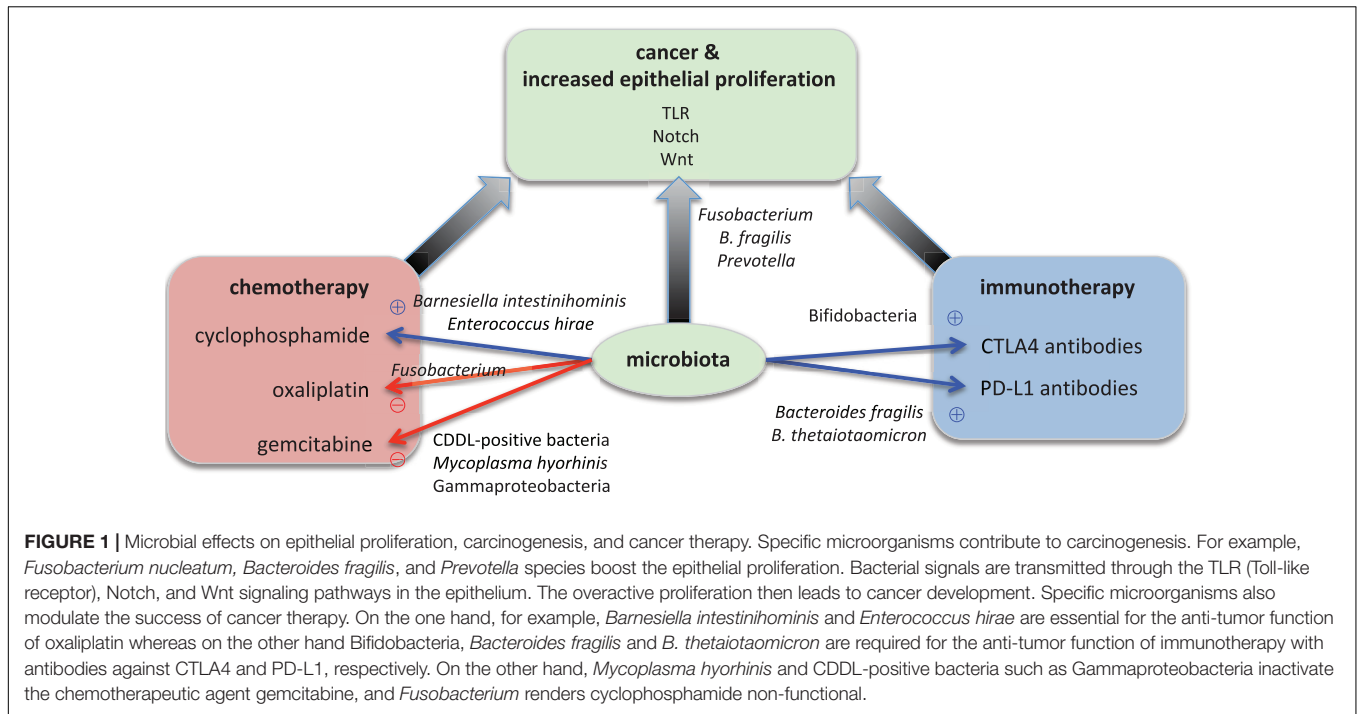 cancer &
increased epithelial proliferation
TLR
Notch
Wnt
Fusobacterium
B. fragilis
Prevotella
chemotherapy
⊕
Barnesiella intestinihominis
Enterococcus hirae
cyclophosphamide
Fusobacterium
oxaliplatin
⊖
gemcitabine
⊖
CDDL-positive bacteria
Mycoplasma hyorhinis
Gammaproteobacteria
microbiota
immunotherapy
Bifidobacteria
⊕
CTLA4 antibodies
PD-L1 antibodies
Bacteroides fragilis
⊕
B. thetaiotaomicron
FIGURE 1 | Microbial effects on epithelial proliferation, carcinogenesis, and cancer therapy. Specific microorganisms contribute to carcinogenesis. For example,
Fusobacterium nucleatum, Bacteroides fragilis, and Prevotella species boost the epithelial proliferation. Bacterial signals are transmitted through the TLR (Toll-like
receptor), Notch, and Wnt signaling pathways in the epithelium. The overactive proliferation then leads to cancer development. Specific microorganisms also
modulate the success of cancer therapy. On the one hand, for example, Barnesiella intestinihominis and Enterococcus hirae are essential for the anti-tumor function
of oxaliplatin whereas on the other hand Bifidobacteria, Bacteroides fragilis and B. thetaiotaomicron are required for the anti-tumor function of immunotherapy with
antibodies against CTLA4 and PD-L1, respectively. On the other hand, Mycoplasma hyorhinis and CDDL-positive bacteria such as Gammaproteobacteria inactivate
the chemotherapeutic agent gemcitabine, and Fusobacterium renders cyclophosphamide non-functional.